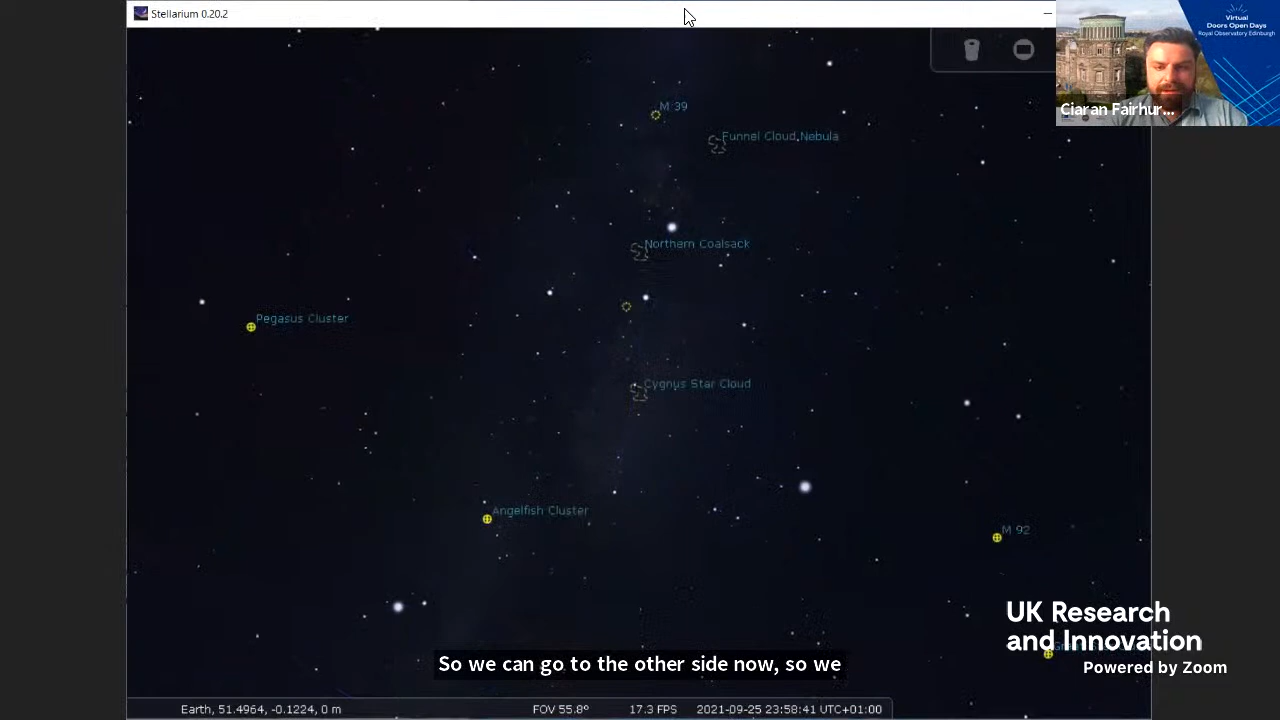 Stellarium 0.20.2
Virtual
Doors Open Days
Royal Observatory Edinburgh
Ciaran Fairhur...
M 39
Funnel Cloud Nebula
Northern Coalsack
Pegasus Cluster
Cygnus Star Cloud
Angelfish Cluster
M 92
UK Research
and Innovation
Powered by Zoom
So we can go to the other side now, so we
Earth, 51.4964, -0.1224, 0 m
FOV 55.8°
17.3 FPS
2021-09-25 23:58:41 UTC+01:00